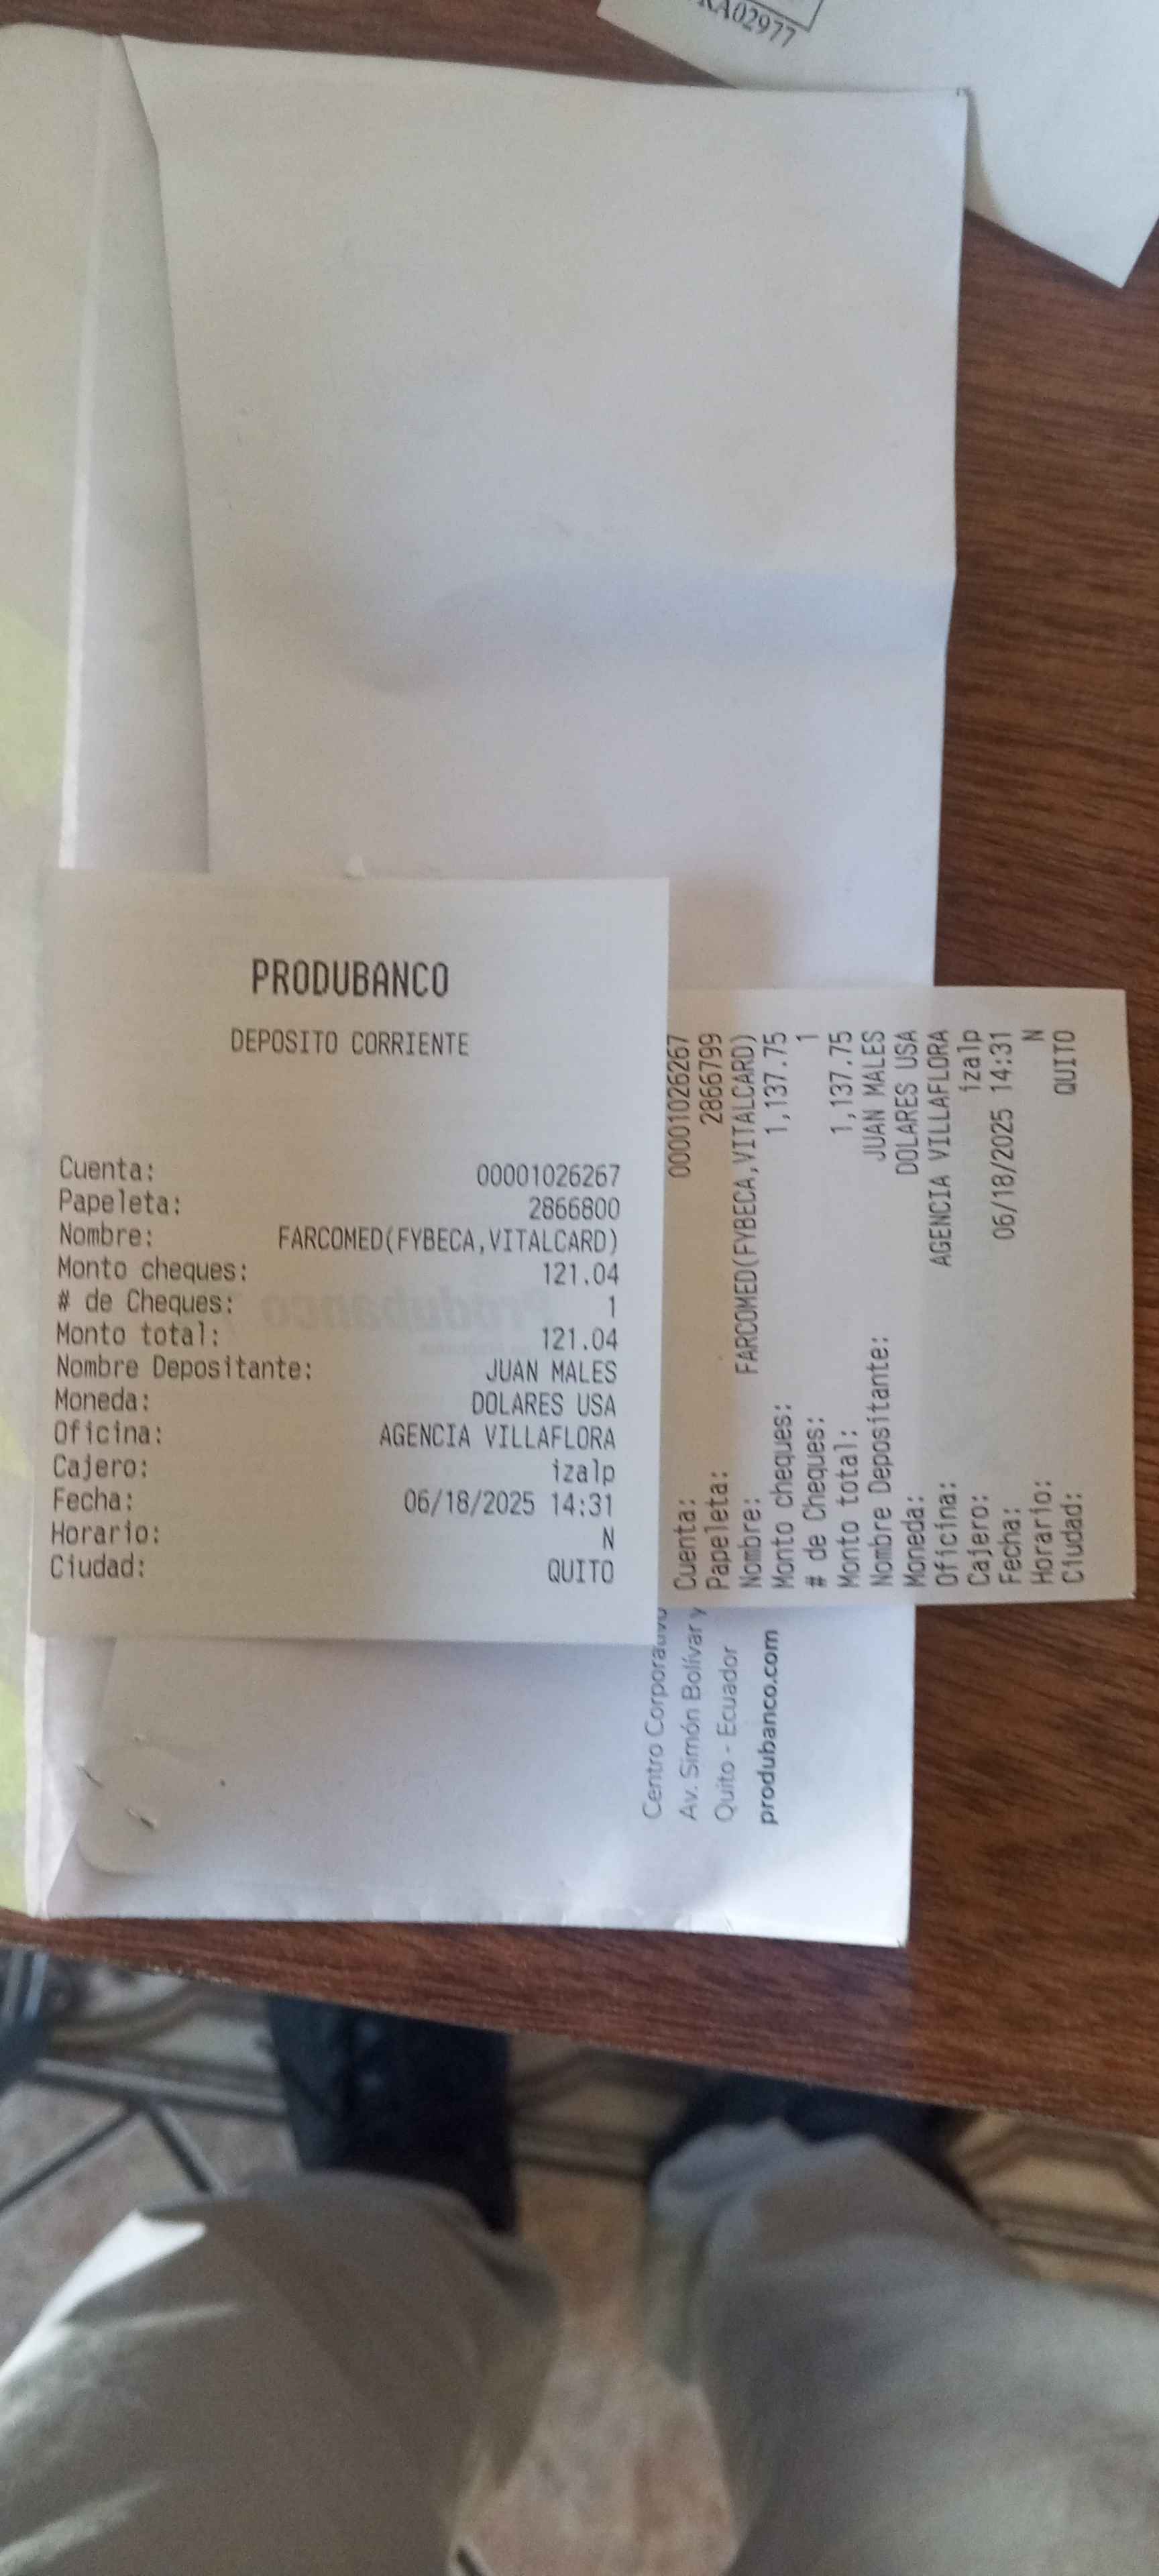 RA02977
PRODUBANCO
DEPOSITO CORRIENTE
Cuenta: 00001026267
Papeleta: 2866800
Nombre: FARCOMED(FYBECA,VITALCARD)
Monto cheques: 121.04
# de Cheques: 1
Monto total: 121.04
Nombre Depositante: JUAN MALES
Moneda: DOLARES USA
Oficina: AGENCIA VILLAFLORA
Cajero: izalp
Fecha: 06/18/2025 14:31
Horario: N
Ciudad: QUITO
Produbanco
Cuenta: 00001026267
Papeleta: 2866799
Nombre: FARCOMED(FYBECA,VITALCARD)
Monto cheques: 1,137.75
# de Cheques: 1
Monto total: 1,137.75
Nombre Depositante: JUAN MALES
Moneda: DOLARES USA
Oficina: AGENCIA VILLAFLORA
Cajero: izalp
Fecha: 06/18/2025 14:31
Horario: N
Ciudad: QUITO
Centro Corporativo
Av. Simón Bolívar y
Quito - Ecuador
produbanco.com